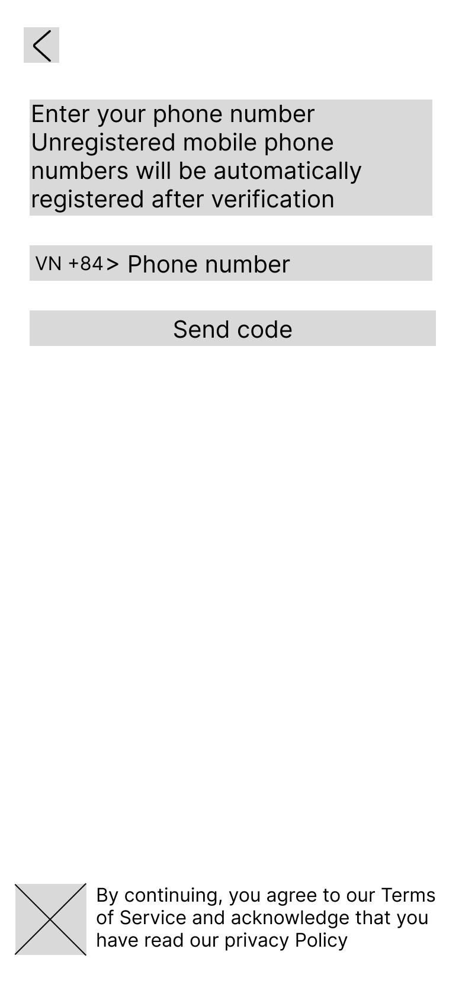 Enter your phone number
Unregistered mobile phone
numbers will be automatically
registered after verification
VN +84 > Phone number
Send code
By continuing, you agree to our Terms
of Service and acknowledge that you
have read our privacy Policy